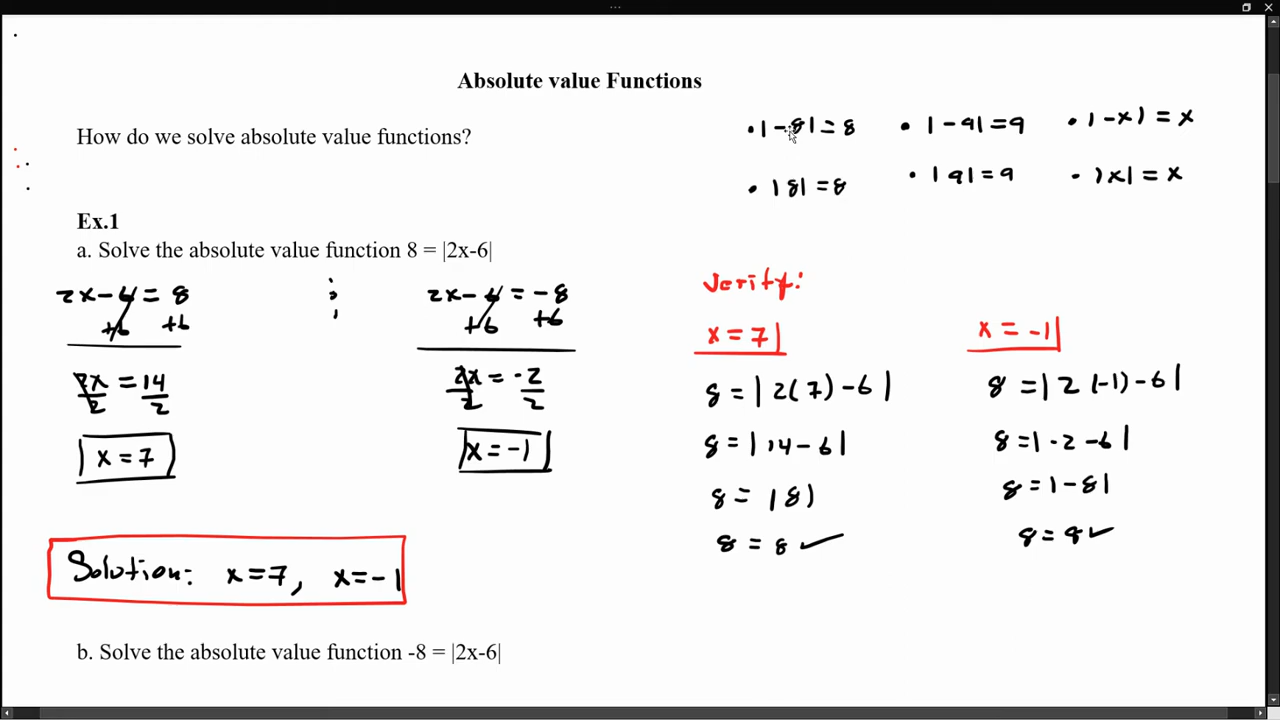 Absolute value Functions
How do we solve absolute value functions?
• |-8| = 8 • |-9| = 9 • |-x| = x
• |8| = 8 • |9| = 9 • |x| = x
Ex.1
a. Solve the absolute value function 8 = |2x-6|
2x - 6 = 8 ; 2x - 6 = -8
+6 +6 +6 +6
2x/2 = 14/2 2x/2 = -2/2
x = 7 x = -1
Solution: x = 7, x = -1
Verify:
x = 7 x = -1
8 = |2(7) - 6| 8 = |2(-1) - 6|
8 = |14 - 6| 8 = |-2 - 6|
8 = |8| 8 = |-8|
8 = 8 ✓ 8 = 8 ✓
b. Solve the absolute value function -8 = |2x-6|